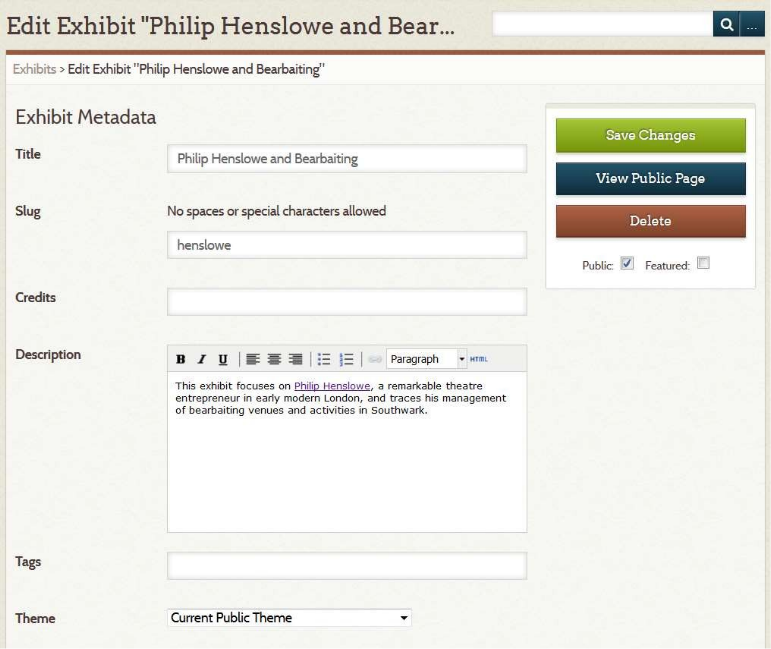 Edit Exhibit "Philip Henslowe and Bear...
...
Exhibits > Edit Exhibit "Philip Henslowe and Bearbaiting"
Exhibit Metadata
Title
Philip Henslowe and Bearbaiting
Slug
No spaces or special characters allowed
henslowe
Credits
Description
B I U Paragraph HTML
This exhibit focuses on Philip Henslowe, a remarkable theatre
entrepreneur in early modern London, and traces his management
of bearbaiting venues and activities in Southwark.
Tags
Theme
Current Public Theme
Save Changes
View Public Page
Delete
Public: Featured: